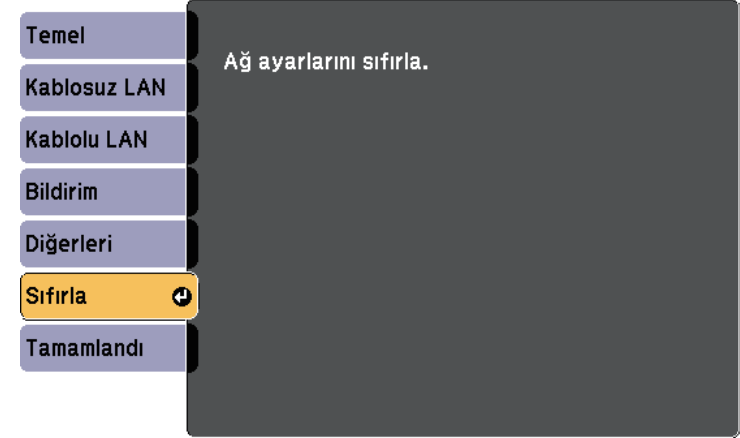 Temel
Kablosuz LAN
Kablolu LAN
Bildirim
Diğerleri
Sıfırla
Tamamlandı
Ağ ayarlarını sıfırla.